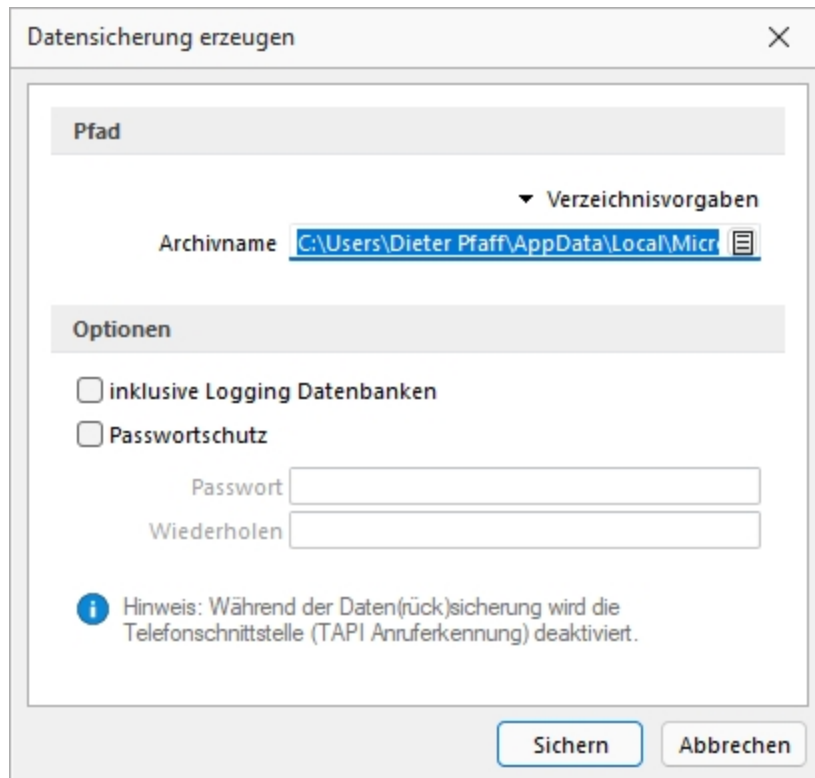 Datensicherung erzeugen
Pfad
Verzeichnisvorgaben
Archivname C:\Users\Dieter Pfaff\AppData\Local\Micr
Optionen
inklusive Logging Datenbanken
Passwortschutz
Passwort
Wiederholen
Hinweis: Während der Daten(rück)sicherung wird die
Telefonschnittstelle (TAPI Anruferkennung) deaktiviert.
Sichern Abbrechen